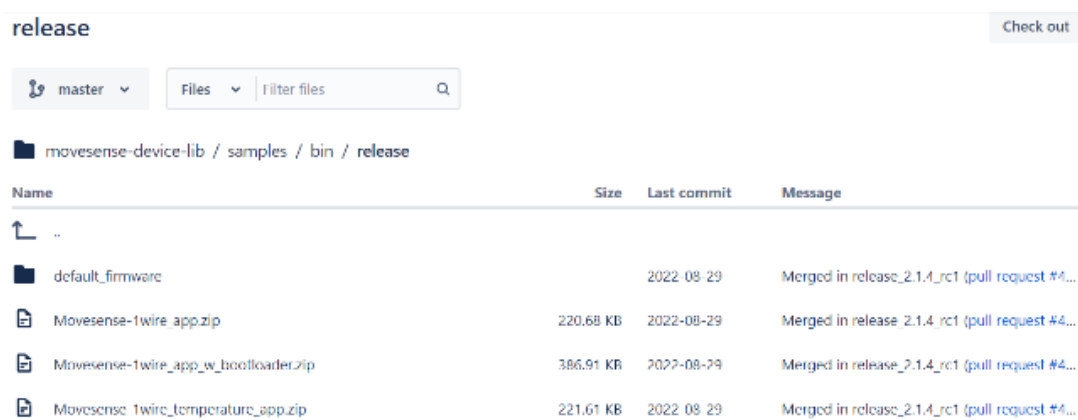 release
Check out
master
Files
Filter files
movesense-device-lib / samples / bin / release
Name Size Last commit Message
..
default_firmware 2022-08-29 Merged in release_2.1.4_rc1 (pull request #4...
Movesense-1wire_app.zip 220.68 KB 2022-08-29 Merged in release_2.1.4_rc1 (pull request #4...
Movesense-1wire_app_w_bootloader.zip 386.91 KB 2022-08-29 Merged in release_2.1.4_rc1 (pull request #4...
Movesense-1wire_temperature_app.zip 221.61 KB 2022-08-29 Merged in release_2.1.4_rc1 (pull request #4...